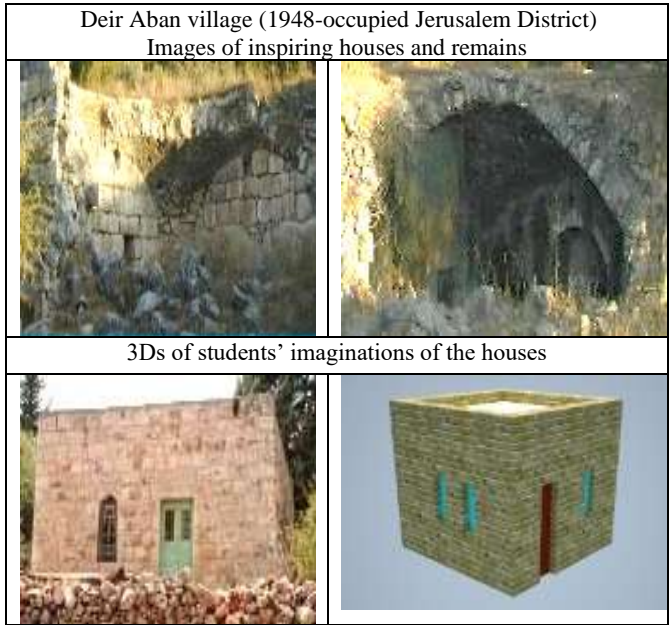 Deir Aban village (1948-occupied Jerusalem District)
Images of inspiring houses and remains
3Ds of students’ imaginations of the houses